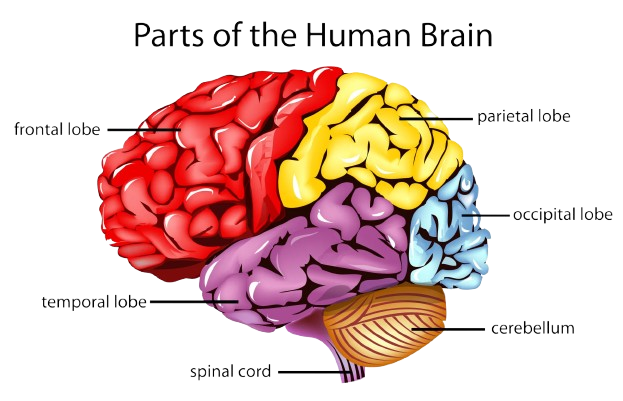 Parts of the Human Brain
frontal lobe
parietal lobe
occipital lobe
temporal lobe
cerebellum
spinal cord